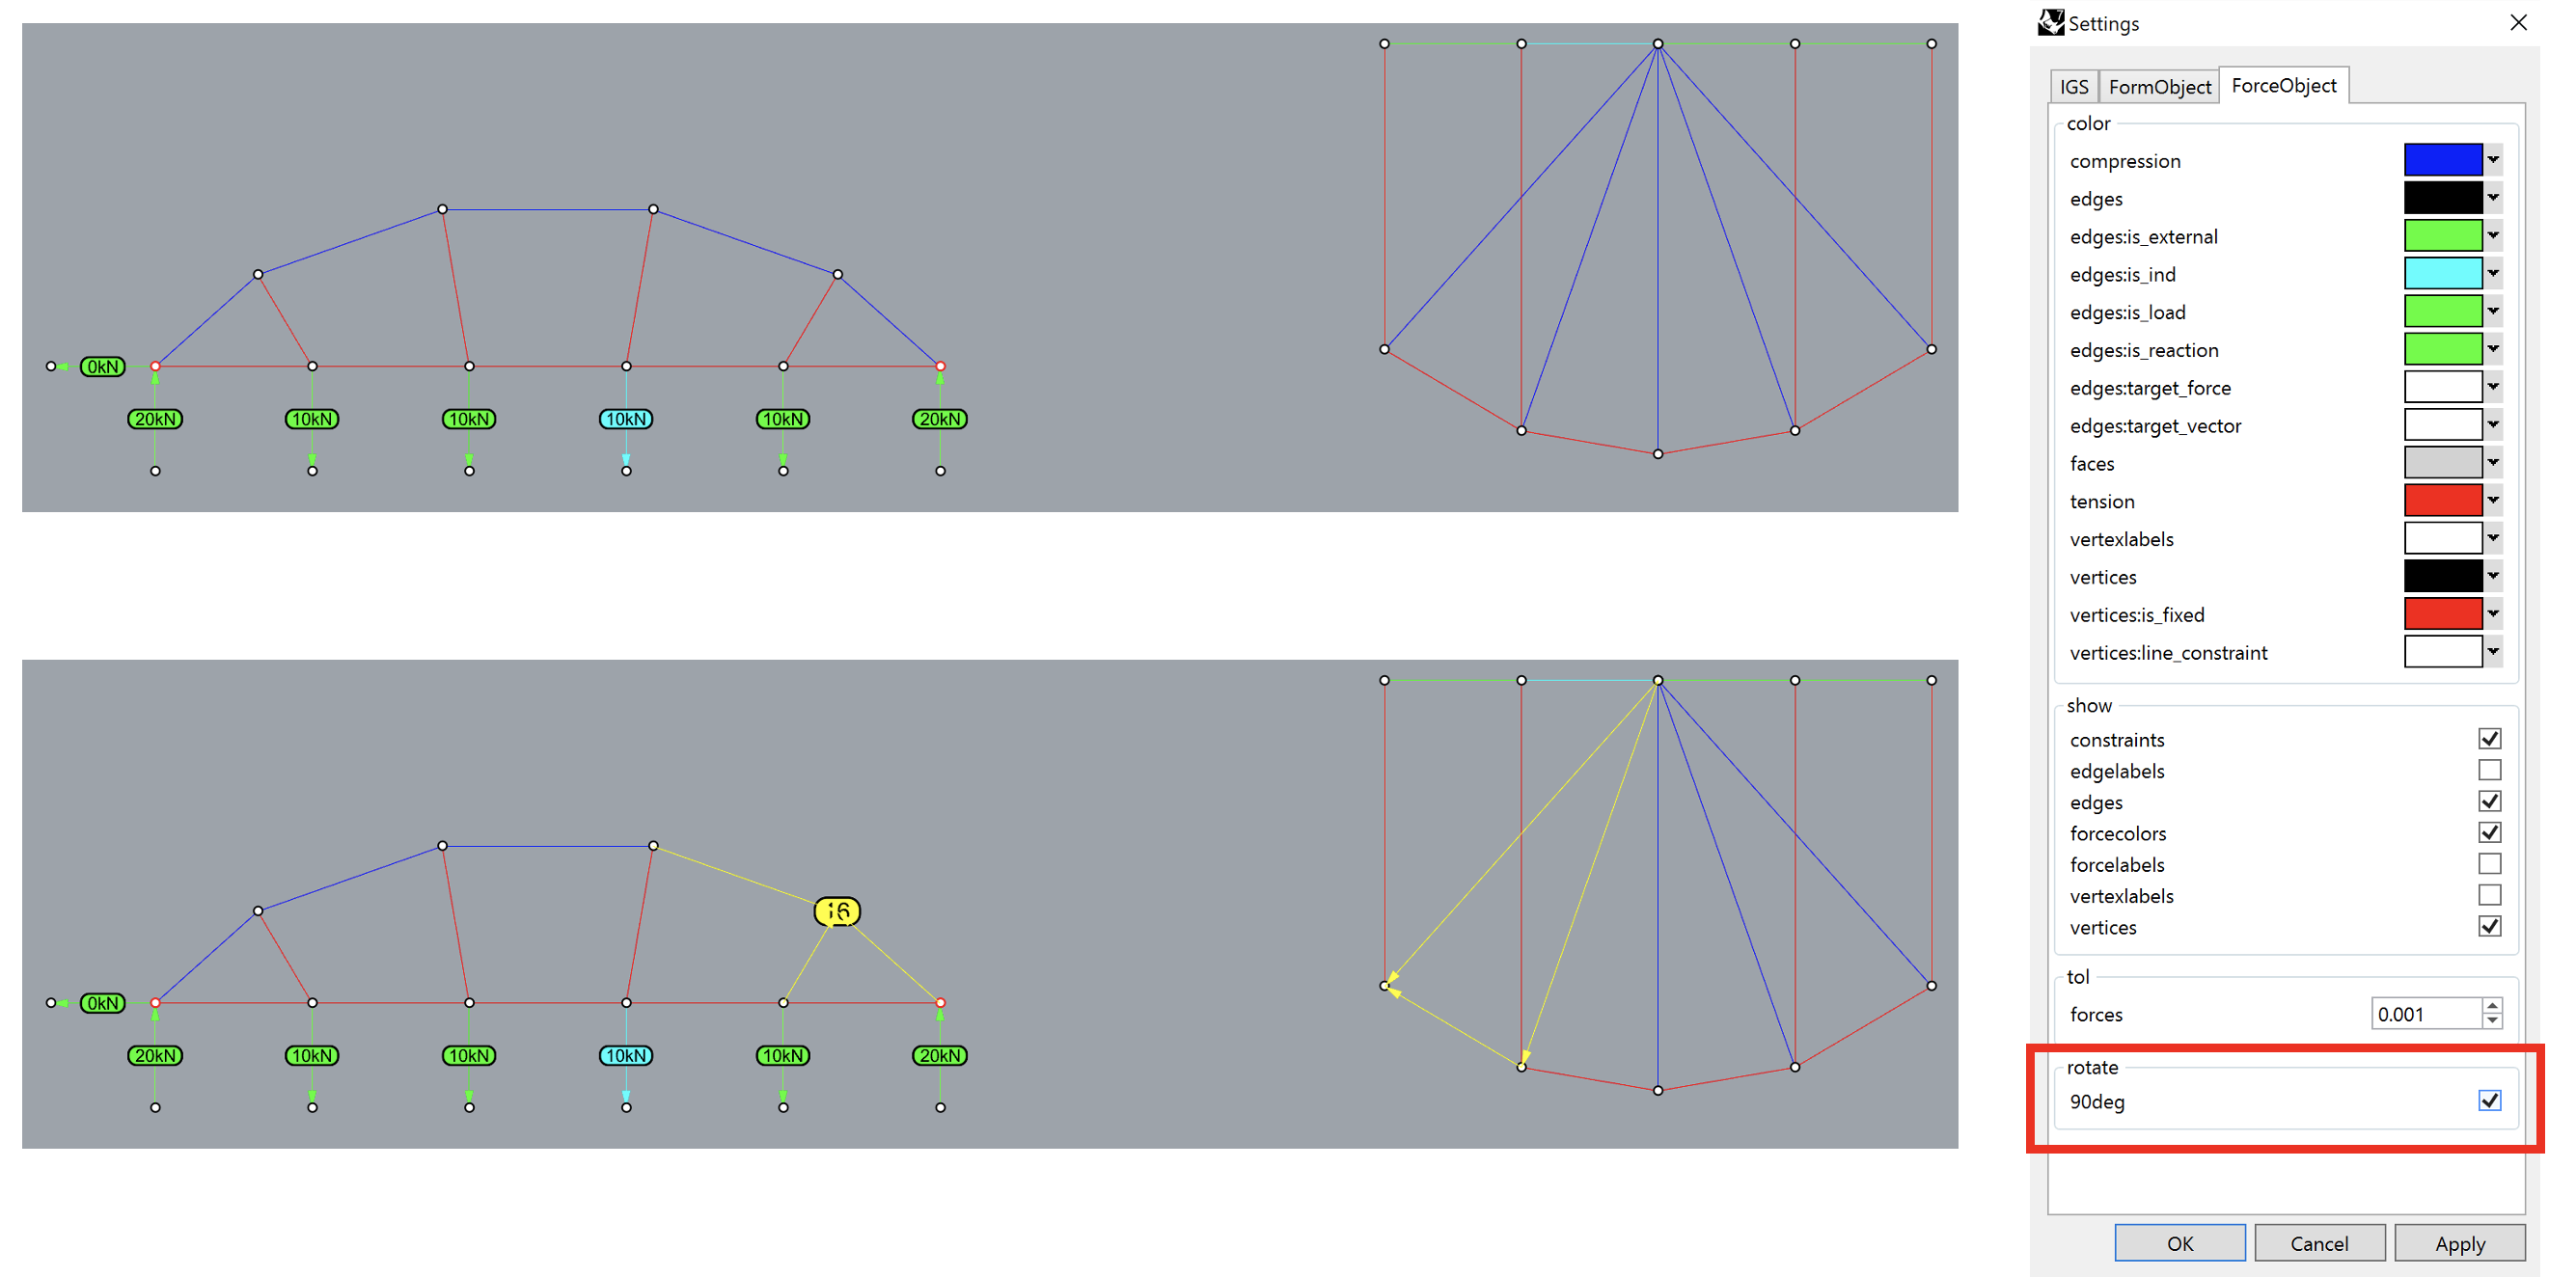 0kN
20kN
10kN
10kN
10kN
10kN
20kN
0kN
20kN
10kN
10kN
10kN
10kN
20kN
Settings
IGS
FormObject
ForceObject
color
compression
edges
edges:is_external
edges:is_ind
edges:is_load
edges:is_reaction
edges:target_force
edges:target_vector
faces
tension
vertexlabels
vertices
vertices:is_fixed
vertices:line_constraint
show
constraints
edgelabels
edges
forcecolors
forcelabels
vertexlabels
vertices
tol
forces 0.001
rotate
90deg
OK
Cancel
Apply